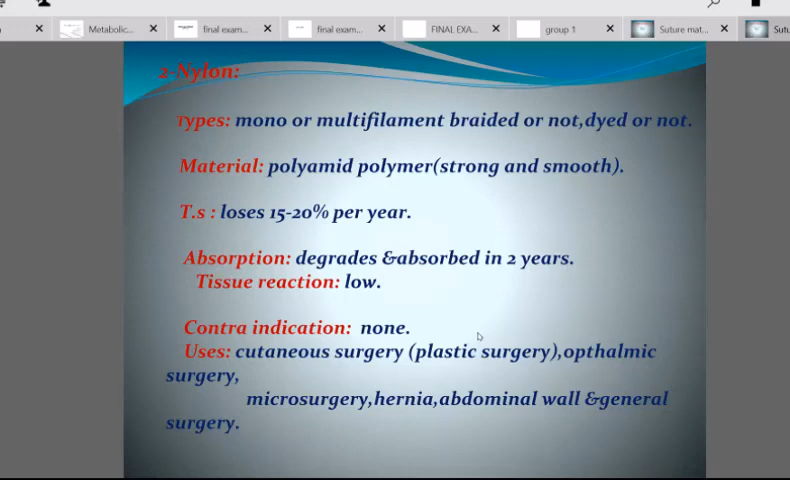 Metabolic...
final exam...
final exam...
FINAL EXA...
group 1
Suture mat...
Sutu
2-Nylon:
Types: mono or multifilament braided or not,dyed or not.
Material: polyamid polymer(strong and smooth).
T.s : loses 15-20% per year.
Absorption: degrades &absorbed in 2 years.
Tissue reaction: low.
Contra indication: none.
Uses: cutaneous surgery (plastic surgery),opthalmic
surgery,
microsurgery,hernia,abdominal wall &general
surgery.